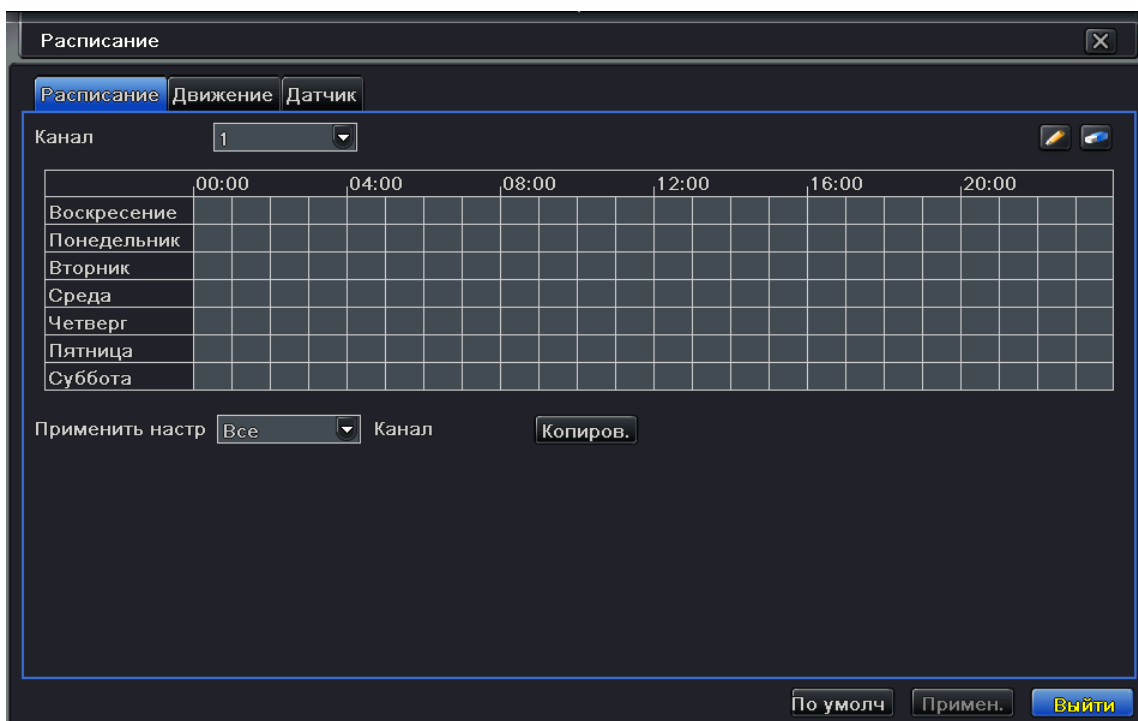 Расписание
Расписание Движение Датчик
Канал 1
00:00 04:00 08:00 12:00 16:00 20:00
Воскресение
Понедельник
Вторник
Среда
Четверг
Пятница
Суббота
Применить настр Все Канал Копиров.
По умолч Примен. Выйти